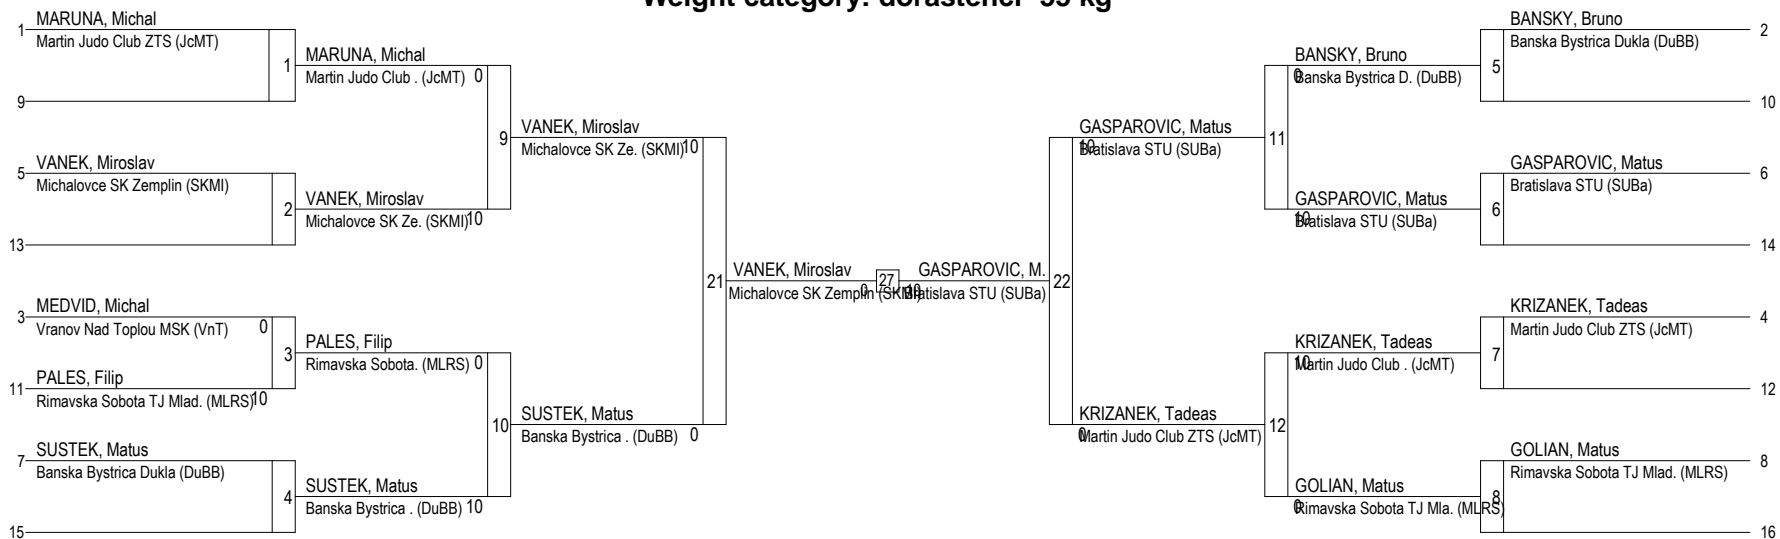 Weight category: dorastenci -55 kg
1
MARUNA, Michal
Martin Judo Club ZTS (JcMT)
9
1
5
VANEK, Miroslav
Michalovce SK Zemplin (SKMI)
13
2
3
MEDVID, Michal
Vranov Nad Toplou MSK (VnT) 0
11
PALES, Filip
Rimavska Sobota TJ Mlad. (MLRS) 10
3
7
SUSTEK, Matus
Banska Bystrica Dukla (DuBB)
15
4
MARUNA, Michal
Martin Judo Club . (JcMT) 0
VANEK, Miroslav
Michalovce SK Ze. (SKMI) 10
9
PALES, Filip
Rimavska Sobota. (MLRS) 0
SUSTEK, Matus
Banska Bystrica . (DuBB) 10
10
VANEK, Miroslav
Michalovce SK Ze. (SKMI) 10
SUSTEK, Matus
Banska Bystrica . (DuBB) 0
21
VANEK, Miroslav
Michalovce SK Zemplin (SKMI) 0
27
GASPAROVIC, M.
10 Bratislava STU (SUBa)
22
GASPAROVIC, Matus
10 Bratislava STU (SUBa)
KRIZANEK, Tadeas
0 Martin Judo Club ZTS (JcMT)
11
BANSKY, Bruno
0 Banska Bystrica D. (DuBB)
GASPAROVIC, Matus
10 Bratislava STU (SUBa)
12
KRIZANEK, Tadeas
10 Martin Judo Club . (JcMT)
GOLIAN, Matus
0 Rimavska Sobota TJ Mla. (MLRS)
5
BANSKY, Bruno
Banska Bystrica Dukla (DuBB)
2
10
6
GASPAROVIC, Matus
Bratislava STU (SUBa)
6
14
7
KRIZANEK, Tadeas
Martin Judo Club ZTS (JcMT)
4
12
8
GOLIAN, Matus
Rimavska Sobota TJ Mlad. (MLRS)
8
16